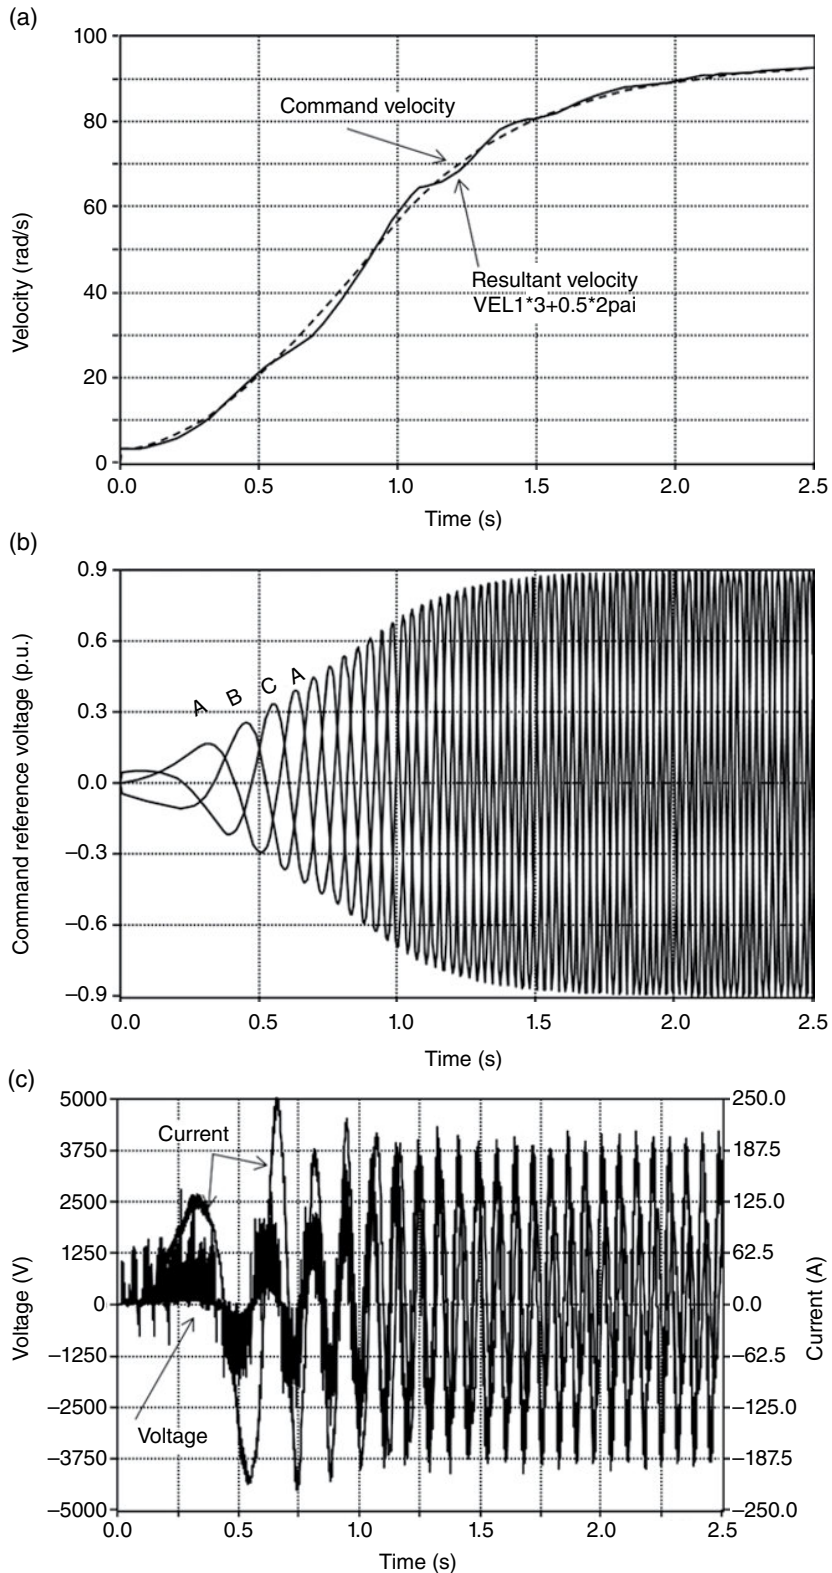 (a)
100
80
60
40
20
0
Velocity (rad/s)
Command velocity
Resultant velocity
VEL1*3+0.5*2pai
0.0 0.5 1.0 1.5 2.0 2.5
Time (s)
(b)
0.9
0.6
0.3
0.0
–0.3
–0.6
–0.9
Command reference voltage (p.u.)
A B C A
0.0 0.5 1.0 1.5 2.0 2.5
Time (s)
(c)
5000
3750
2500
1250
0
–1250
–2500
–3750
–5000
Voltage (V)
Current
Voltage
250.0
187.5
125.0
62.5
0.0
–62.5
–125.0
–187.5
–250.0
Current (A)
0.0 0.5 1.0 1.5 2.0 2.5
Time (s)